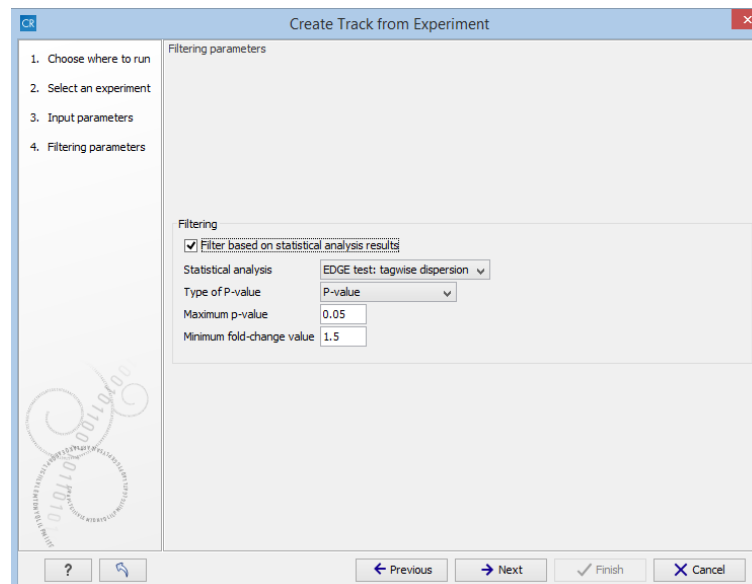 CR
Create Track from Experiment
1. Choose where to run
2. Select an experiment
3. Input parameters
4. Filtering parameters
Filtering parameters
Filtering
Filter based on statistical analysis results
Statistical analysis EDGE test: tagwise dispersion
Type of P-value P-value
Maximum p-value 0.05
Minimum fold-change value 1.5
? Previous Next Finish Cancel